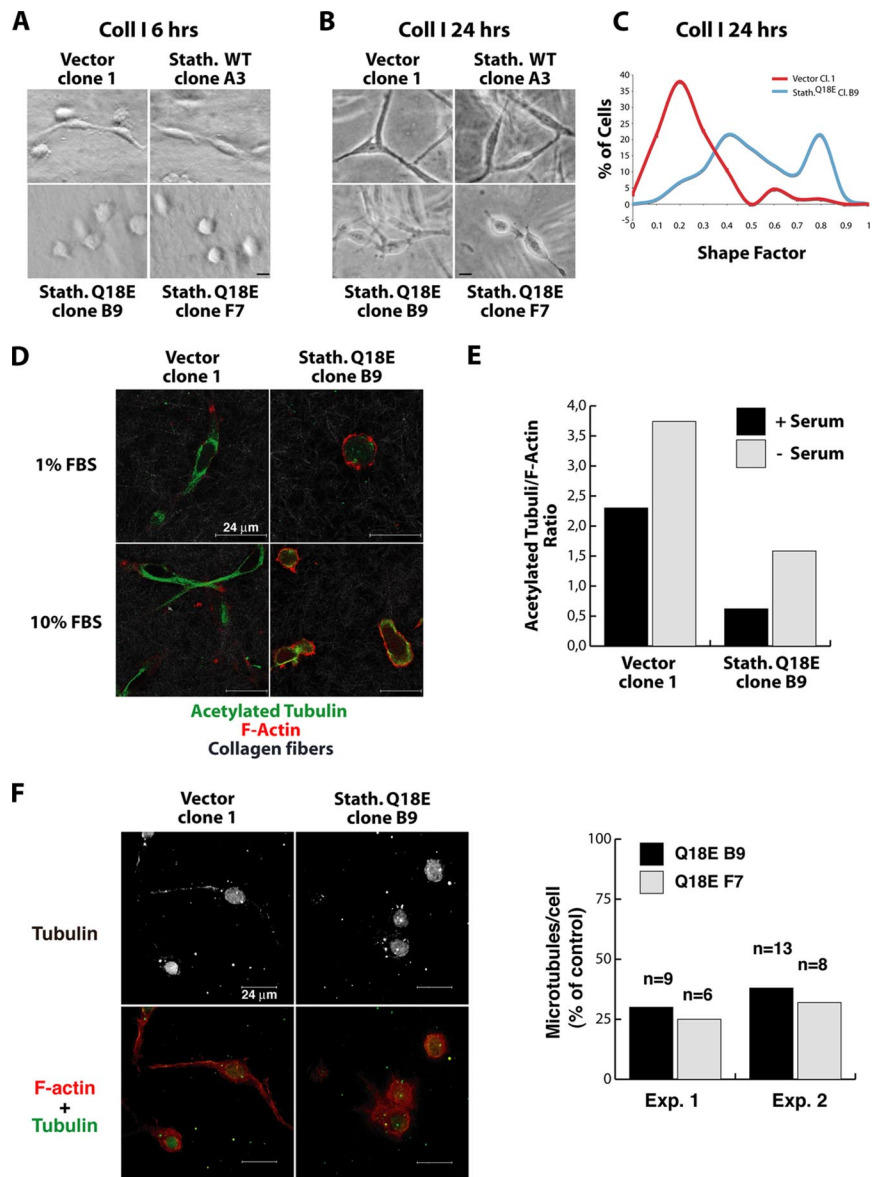 A
Coll I 6 hrs
Vector
clone 1
Stath. WT
clone A3
Stath. Q18E
clone B9
Stath. Q18E
clone F7
B
Coll I 24 hrs
Vector
clone 1
Stath. WT
clone A3
Stath. Q18E
clone B9
Stath. Q18E
clone F7
C
Coll I 24 hrs
Vector Cl. 1
Stath.Q18E Cl. B9
% of Cells
40
35
30
25
20
15
10
5
0
-5
0 0.1 0.2 0.3 0.4 0.5 0.6 0.7 0.8 0.9 1
Shape Factor
D
Vector
clone 1
Stath. Q18E
clone B9
1% FBS
24 µm
10% FBS
Acetylated Tubulin
F-Actin
Collagen fibers
E
Acetylated Tubuli/F-Actin
Ratio
4,0
3,5
3,0
2,5
2,0
1,5
1,0
0,5
0,0
+ Serum
- Serum
Vector
clone 1
Stath. Q18E
clone B9
F
Vector
clone 1
Stath. Q18E
clone B9
Tubulin
24 µm
F-actin
+
Tubulin
Microtubules/cell
(% of control)
100
75
50
25
0
Q18E B9
Q18E F7
n=9
n=6
n=13
n=8
Exp. 1
Exp. 2